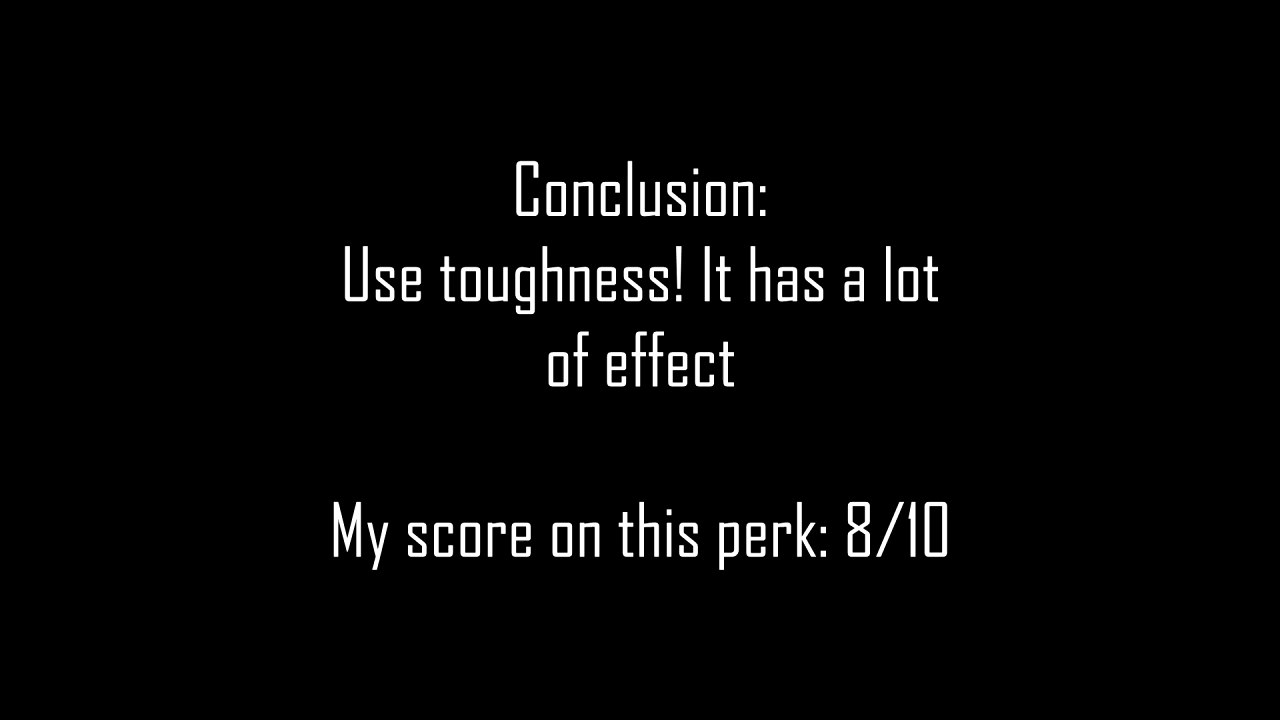 Conclusion:
Use toughness! It has a lot
of effect
My score on this perk: 8/10